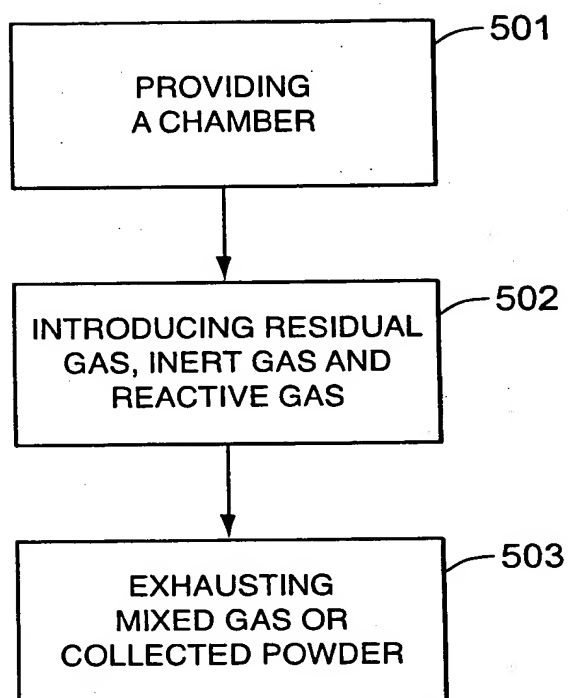 501
PROVIDING
A CHAMBER
502
INTRODUCING RESIDUAL
GAS, INERT GAS AND
REACTIVE GAS
503
EXHAUSTING
MIXED GAS OR
COLLECTED POWDER